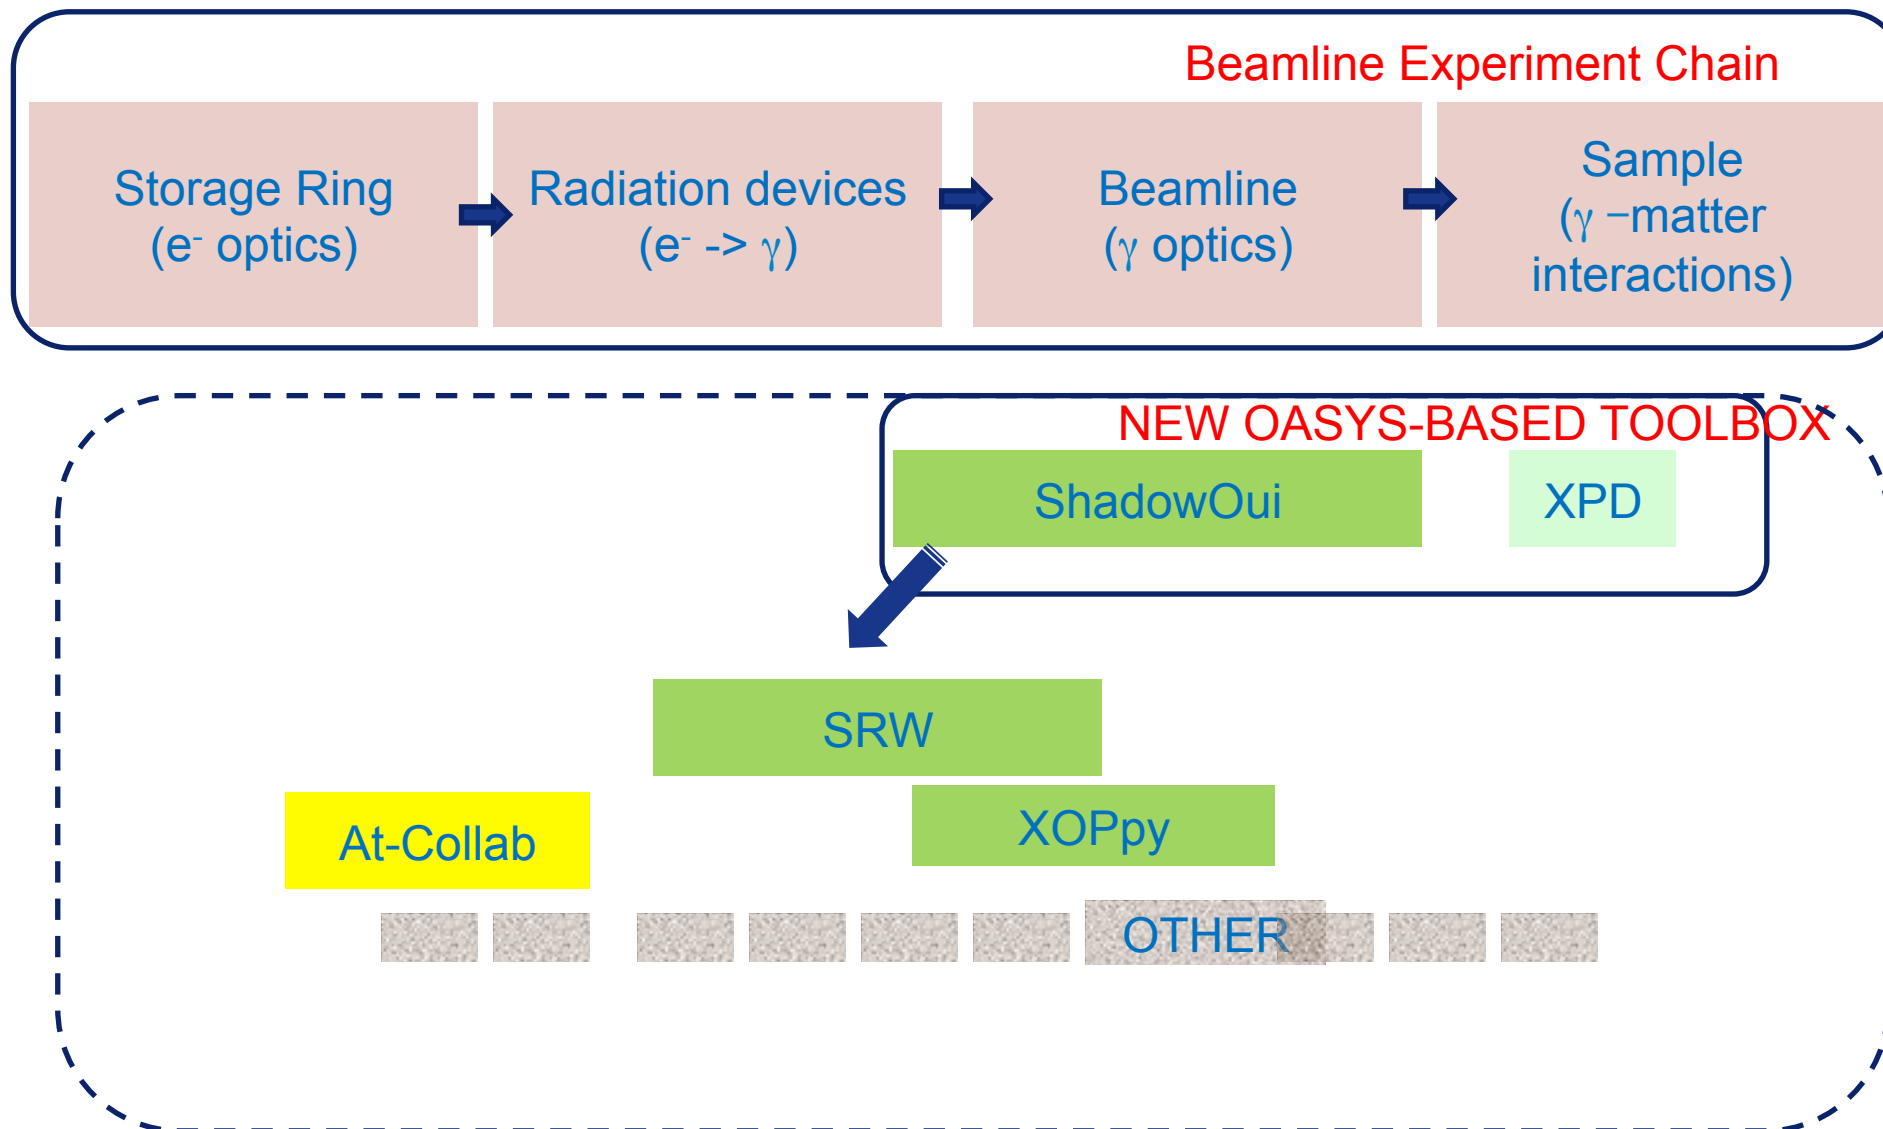 Beamline Experiment Chain
Storage Ring
(e- optics)
Radiation devices
(e- -> γ)
Beamline
(γ optics)
Sample
(γ –matter
interactions)
NEW OASYS-BASED TOOLBOX
ShadowOui
XPD
SRW
At-Collab
XOPpy
OTHER